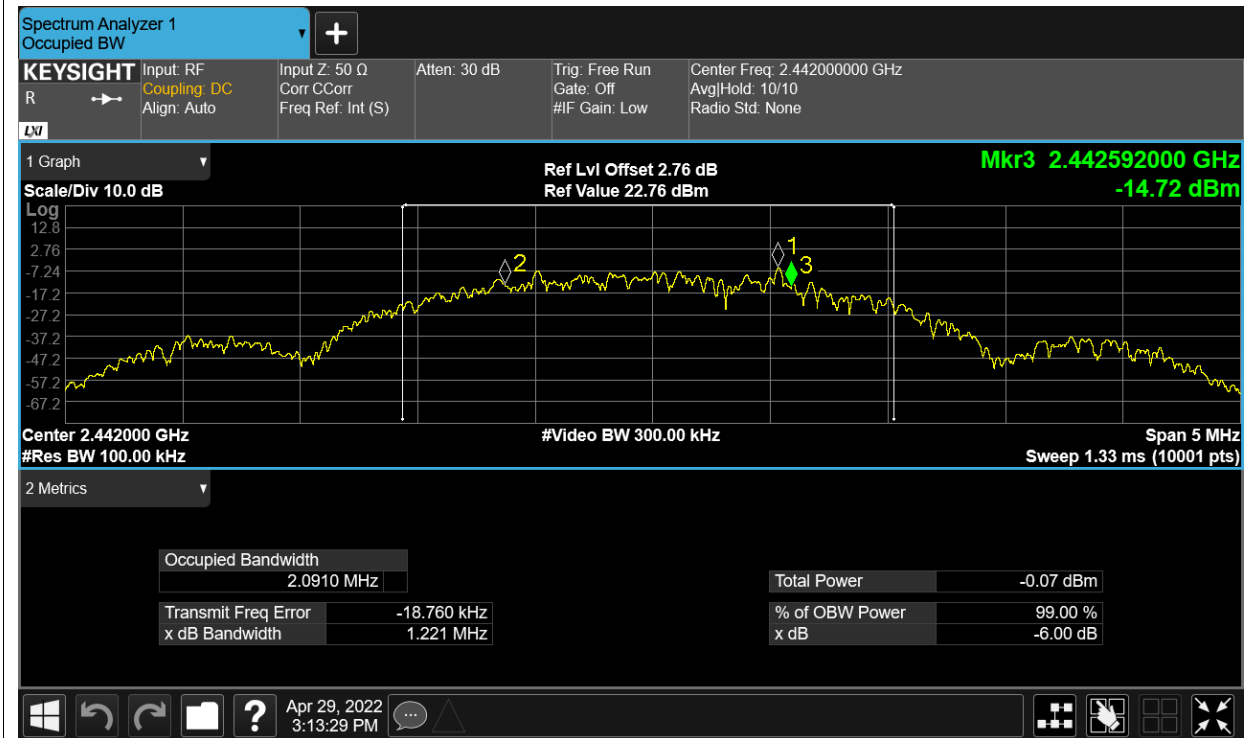 Spectrum Analyzer 1
Occupied BW
KEYSIGHT
R
LXI
Input: RF
Coupling: DC
Align: Auto
Input Z: 50 Ω
Corr CCorr
Freq Ref: Int (S)
Atten: 30 dB
Trig: Free Run
Gate: Off
#IF Gain: Low
Center Freq: 2.442000000 GHz
Avg|Hold: 10/10
Radio Std: None
1 Graph
Scale/Div 10.0 dB
Ref Lvl Offset 2.76 dB
Ref Value 22.76 dBm
Mkr3 2.442592000 GHz
-14.72 dBm
Log
12.8
2.76
-7.24
-17.2
-27.2
-37.2
-47.2
-57.2
-67.2
2
1
3
Center 2.442000 GHz
#Video BW 300.00 kHz
Span 5 MHz
#Res BW 100.00 kHz
Sweep 1.33 ms (10001 pts)
2 Metrics
Occupied Bandwidth
2.0910 MHz
Transmit Freq Error -18.760 kHz
x dB Bandwidth 1.221 MHz
Total Power -0.07 dBm
% of OBW Power 99.00 %
x dB -6.00 dB
?
Apr 29, 2022
3:13:29 PM